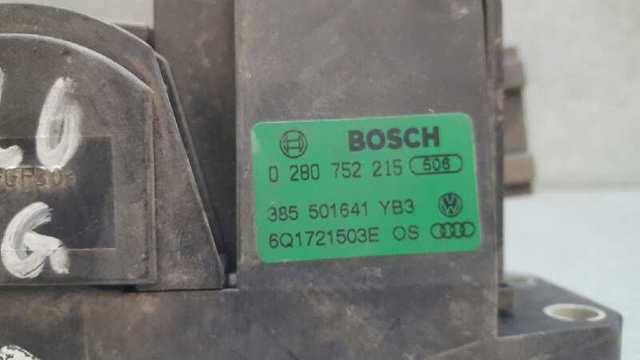 BOSCH
0 280 752 215 506
385 501641 YB3
6Q1721503E OS
G.